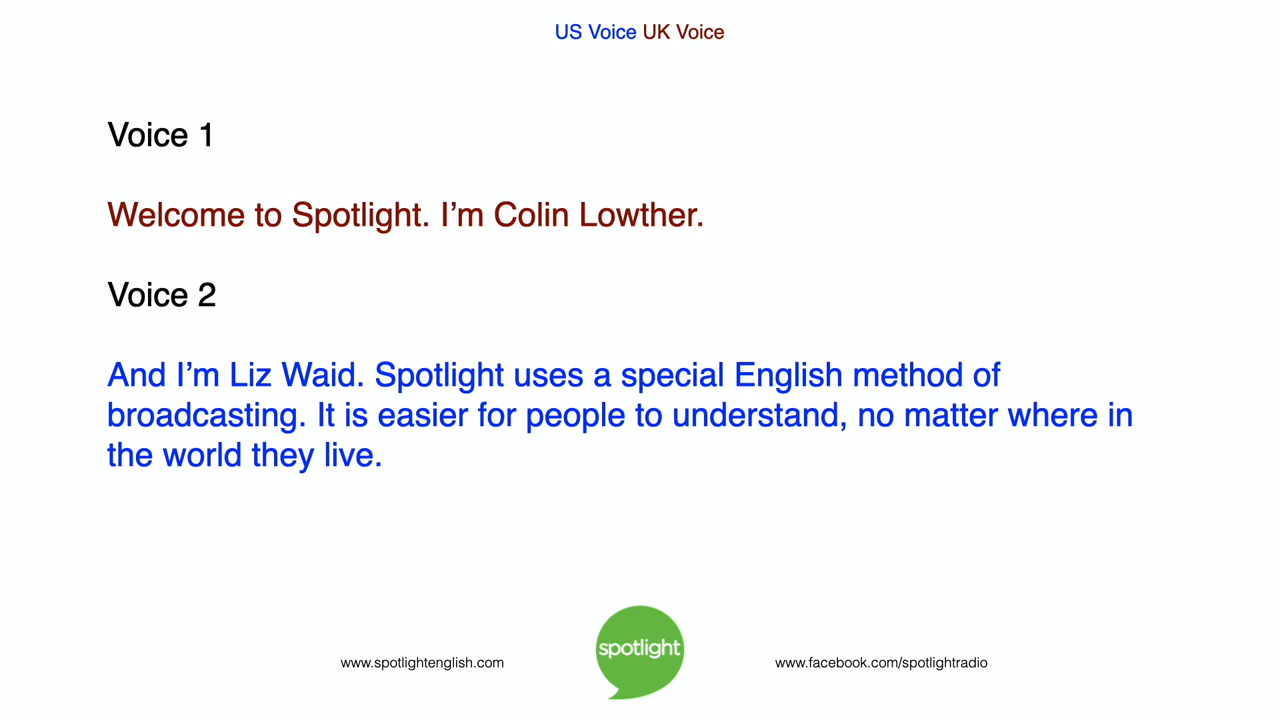 US Voice UK Voice
Voice 1
Welcome to Spotlight. I’m Colin Lowther.
Voice 2
And I’m Liz Waid. Spotlight uses a special English method of
broadcasting. It is easier for people to understand, no matter where in
the world they live.
www.spotlightenglish.com
spotlight
www.facebook.com/spotlightradio